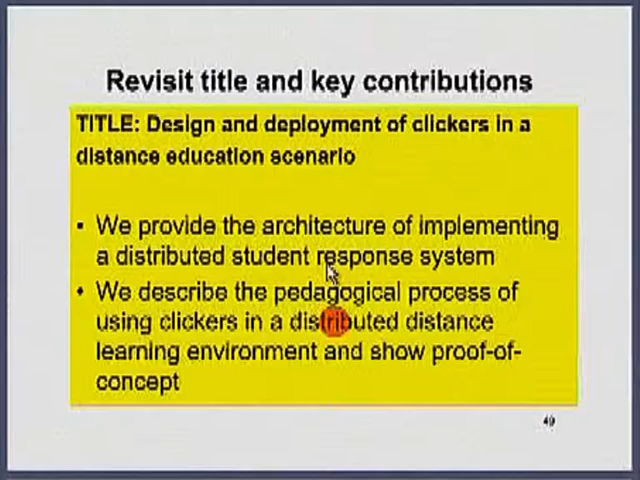 Revisit title and key contributions
TITLE: Design and deployment of clickers in a
distance education scenario
• We provide the architecture of implementing
a distributed student response system
• We describe the pedagogical process of
using clickers in a distributed distance
learning environment and show proof-of-
concept
49